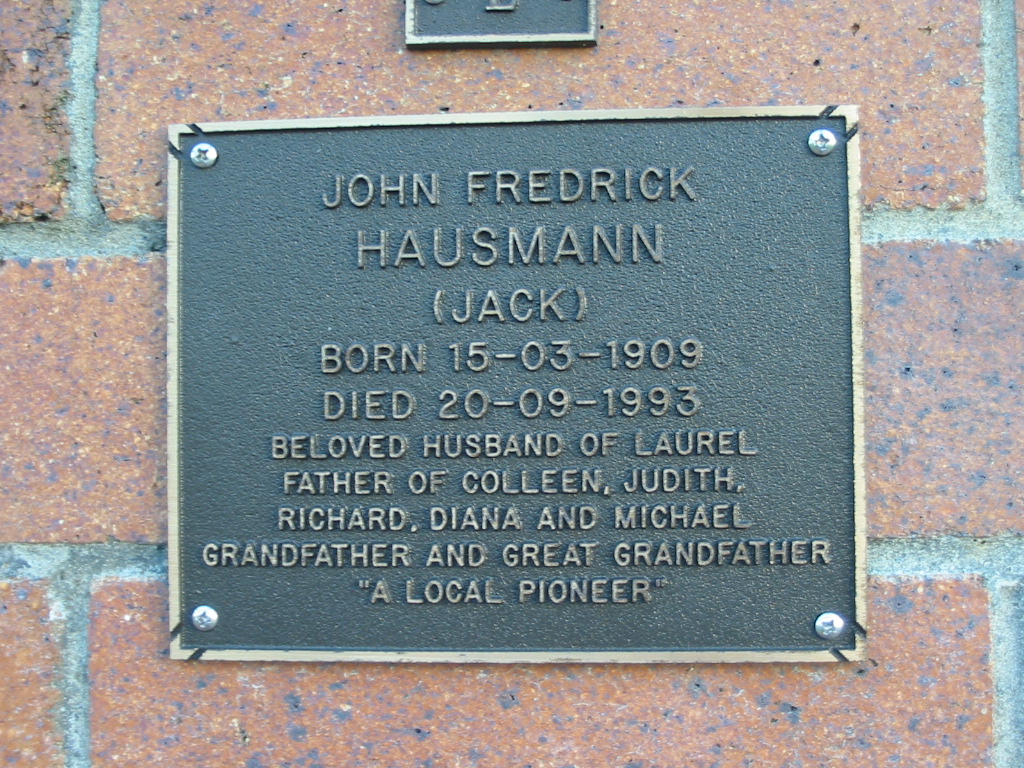 JOHN FREDRICK
HAUSMANN
(JACK)
BORN 15-03-1909
DIED 20-09-1993
BELOVED HUSBAND OF LAUREL
FATHER OF COLLEEN, JUDITH,
RICHARD, DIANA AND MICHAEL
GRANDFATHER AND GREAT GRANDFATHER
"A LOCAL PIONEER"